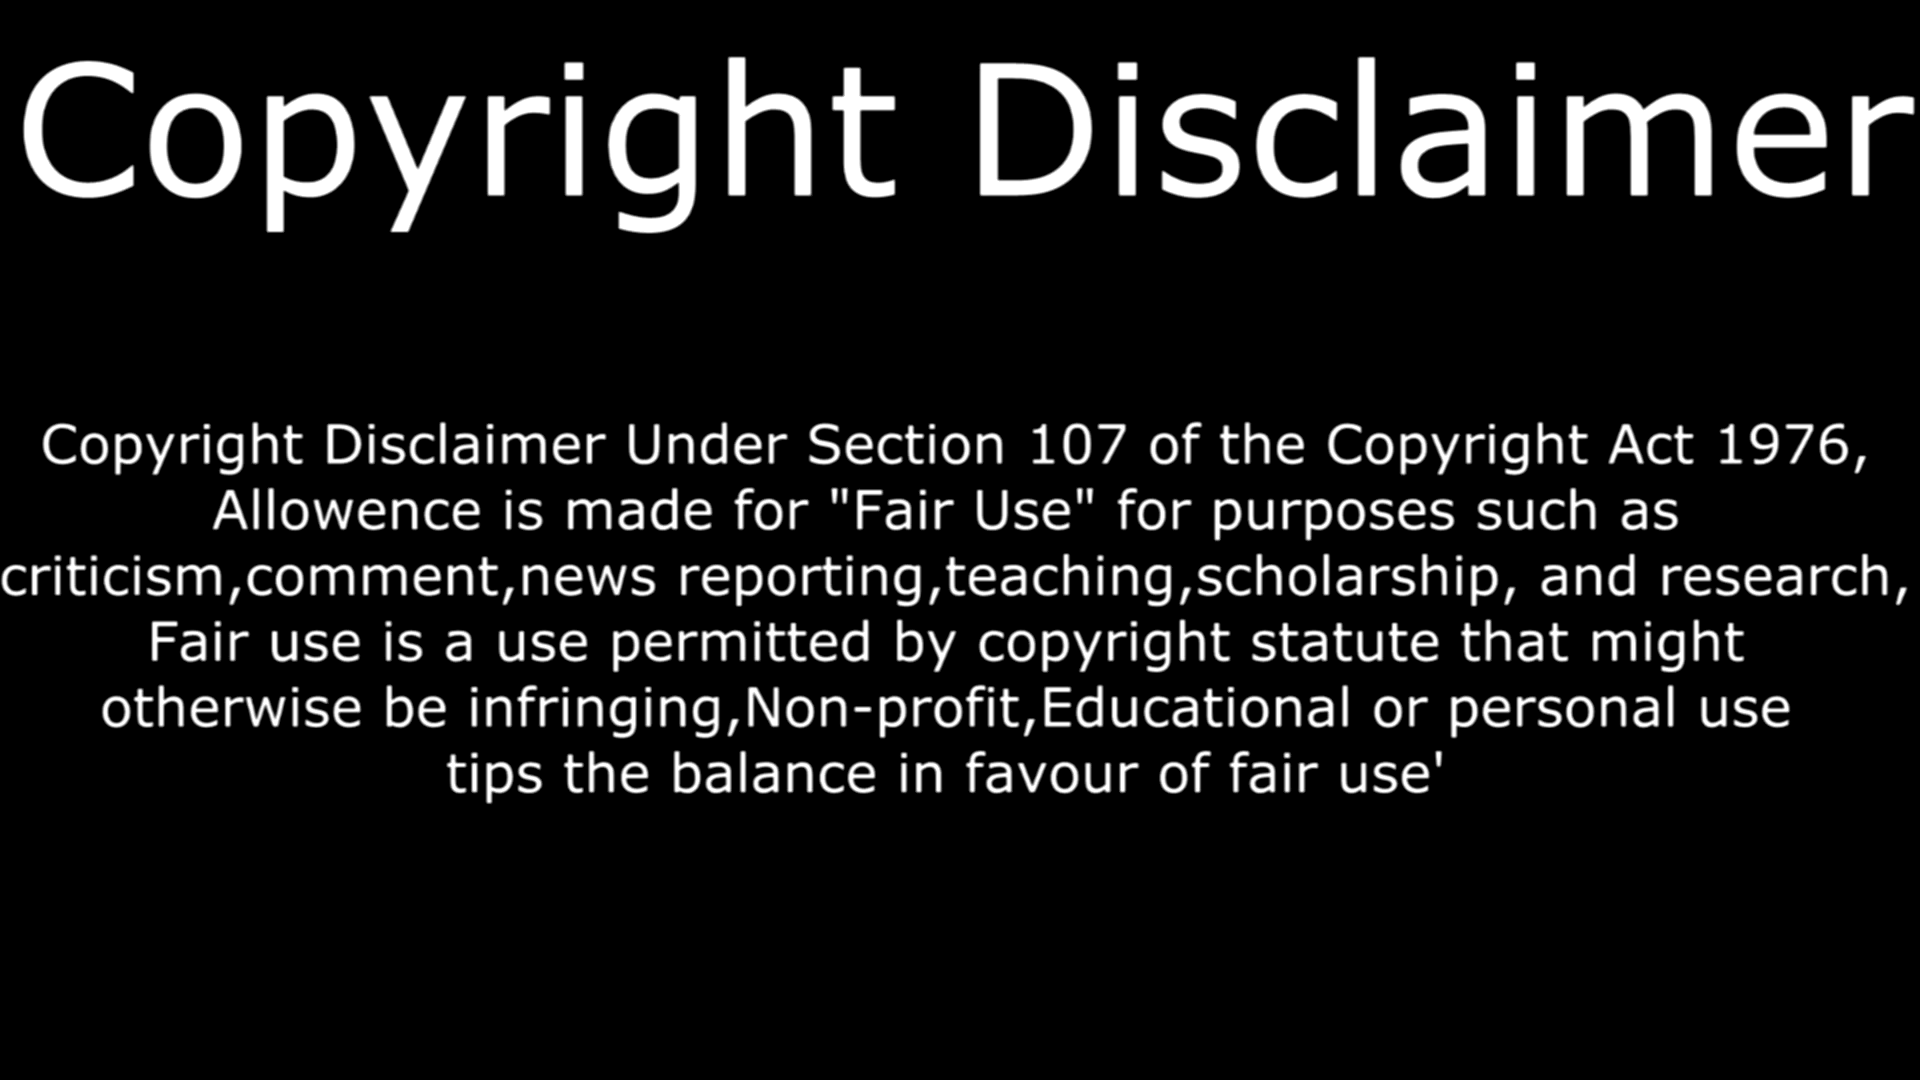 Copyright Disclaimer
Copyright Disclaimer Under Section 107 of the Copyright Act 1976,
Allowence is made for "Fair Use" for purposes such as
criticism,comment,news reporting,teaching,scholarship, and research,
Fair use is a use permitted by copyright statute that might
otherwise be infringing,Non-profit,Educational or personal use
tips the balance in favour of fair use'